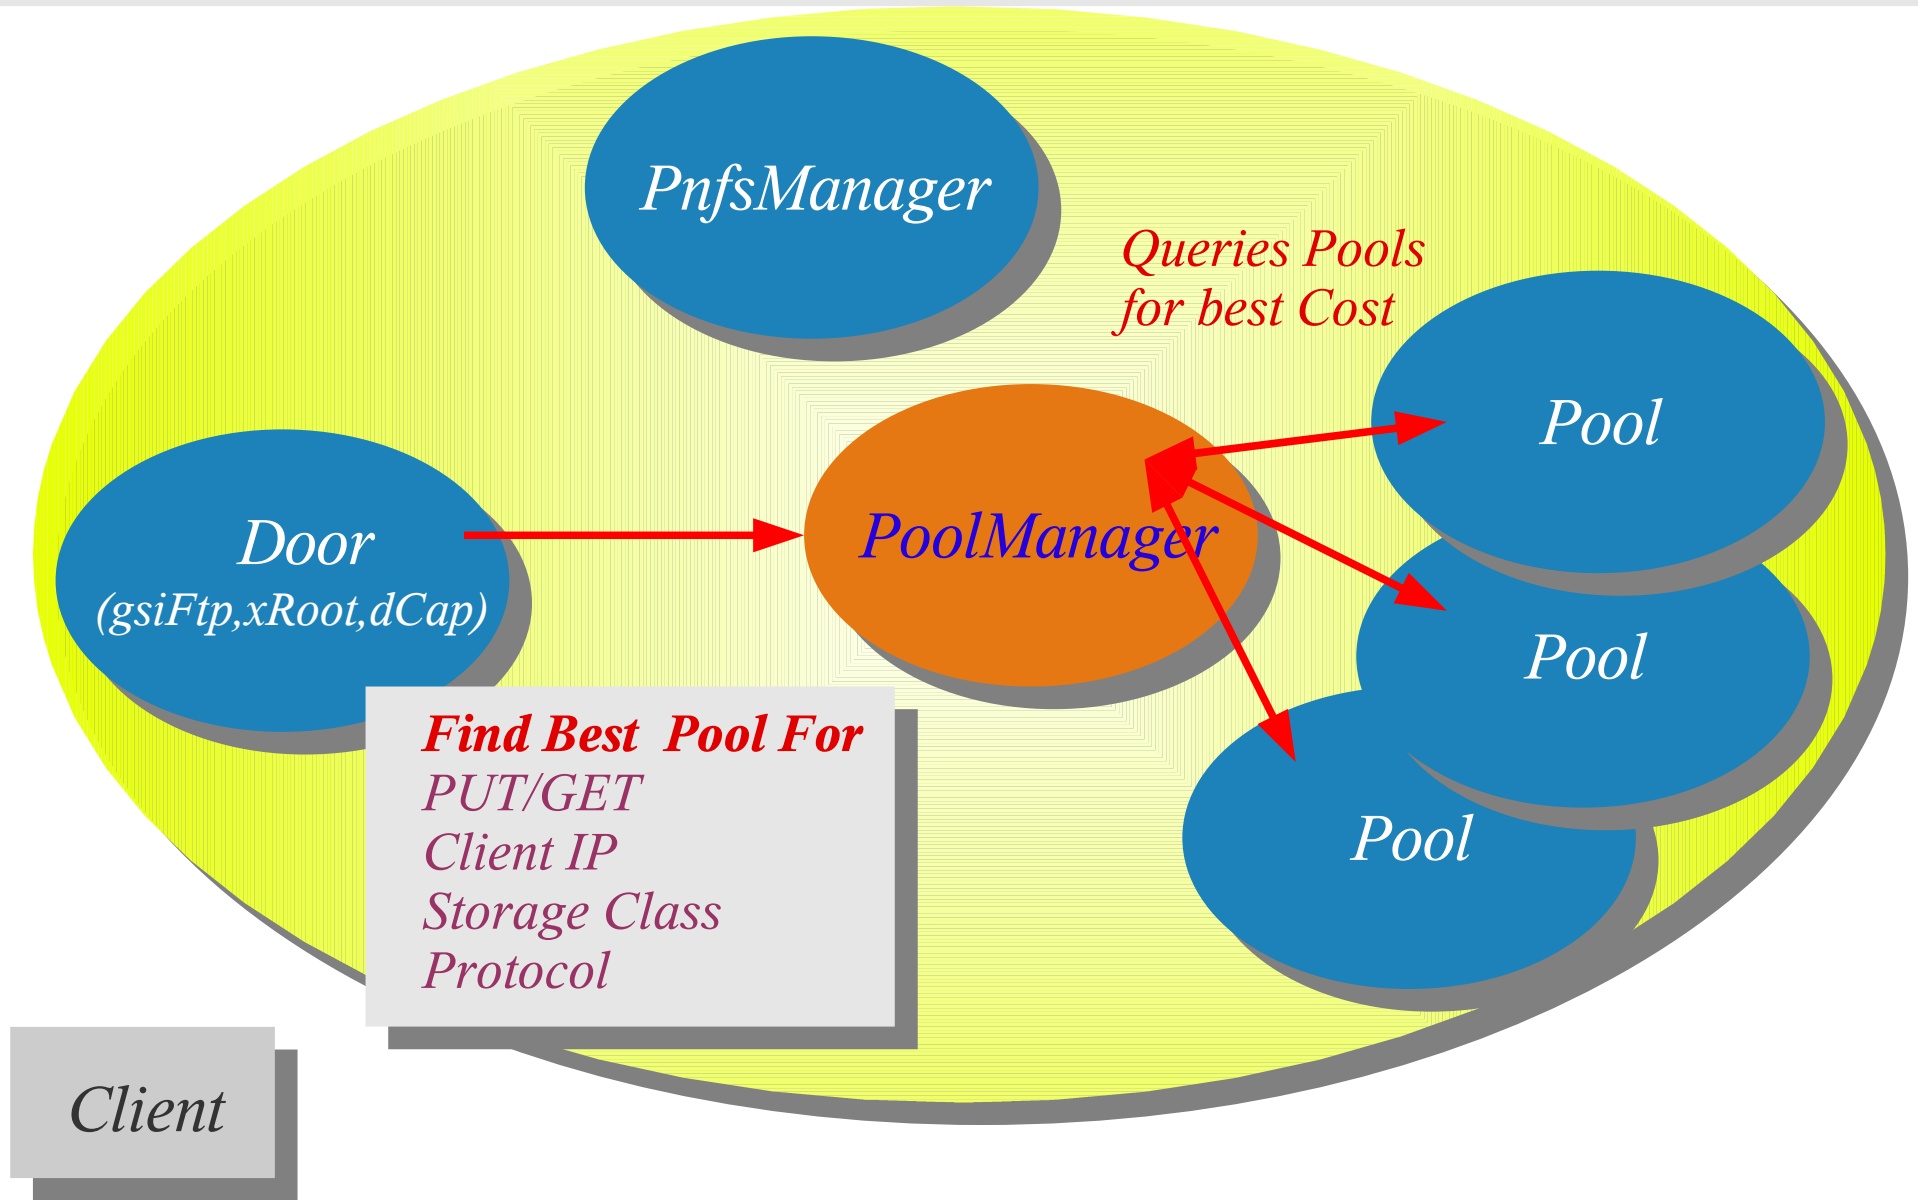 PnfsManager
Queries Pools
for best Cost
Pool
Door
(gsiFtp,xRoot,dCap)
PoolManager
Pool
Pool
Find Best  Pool For
PUT/GET
Client IP
Storage Class
Protocol
Client